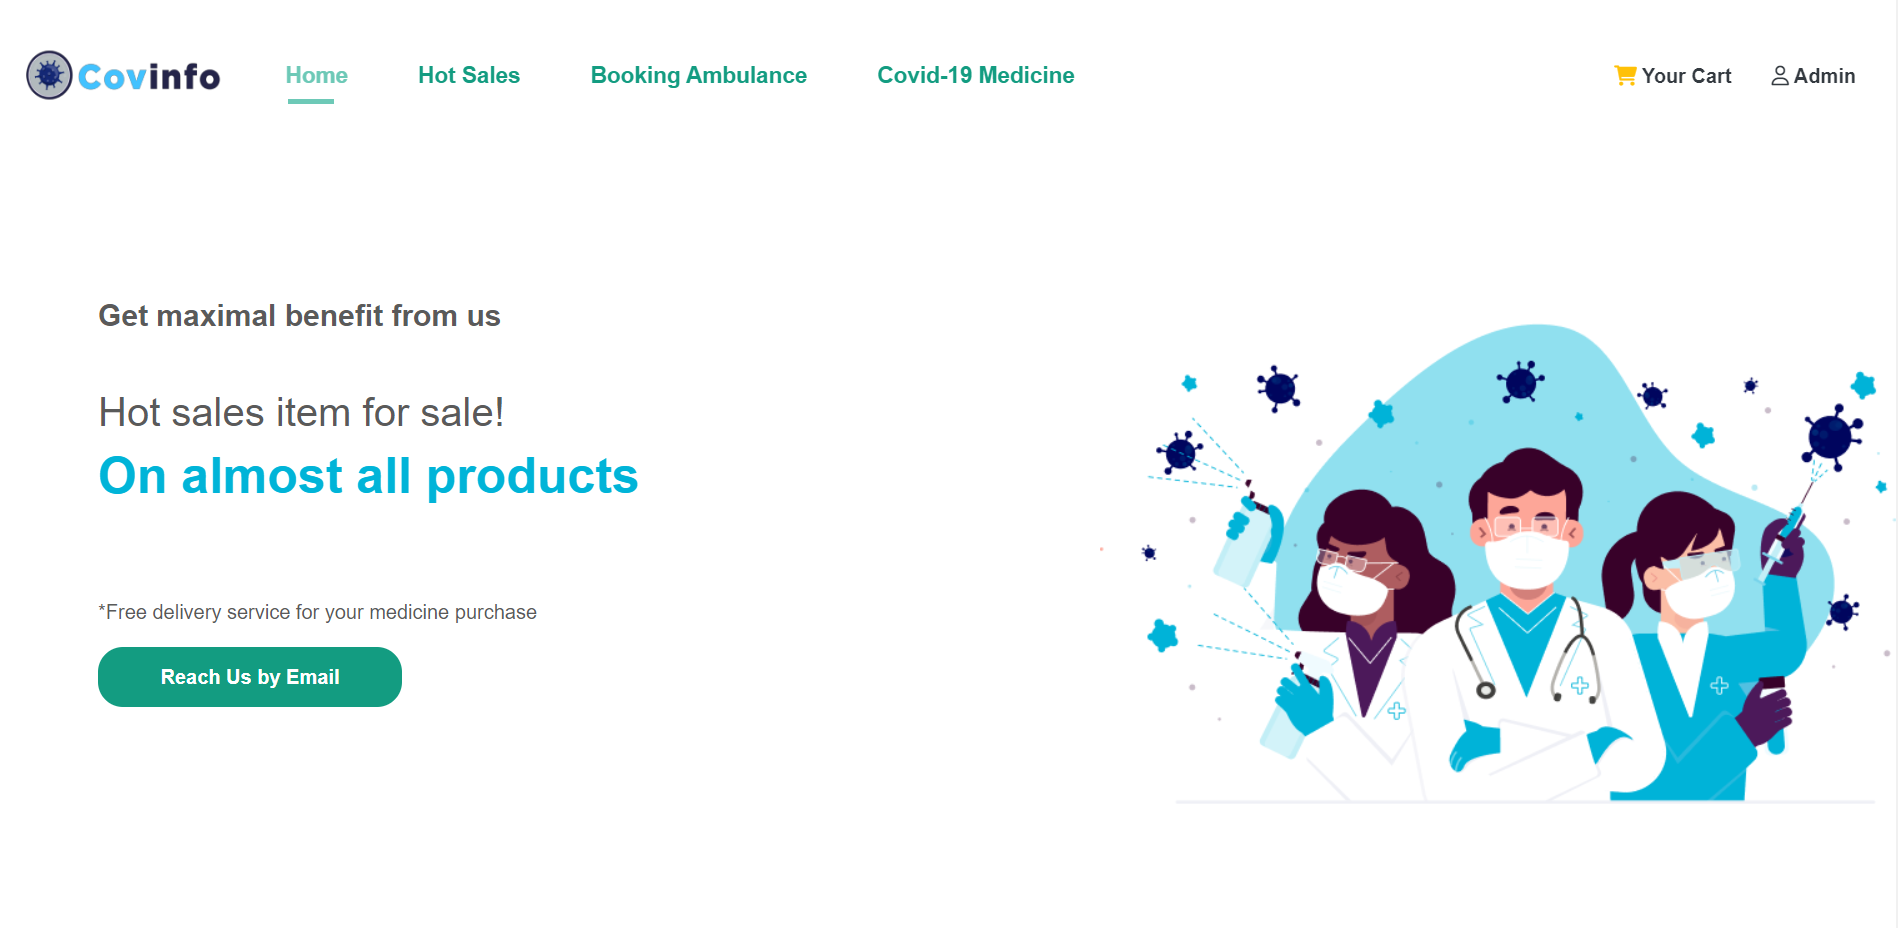 Covinfo
Home
Hot Sales
Booking Ambulance
Covid-19 Medicine
Your Cart
Admin
Get maximal benefit from us
Hot sales item for sale!
On almost all products
*Free delivery service for your medicine purchase
Reach Us by Email